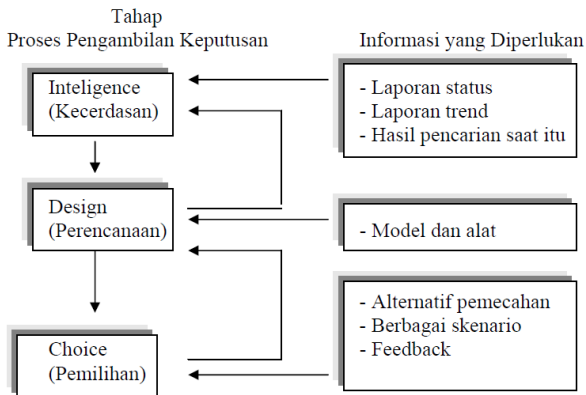 Tahap
Proses Pengambilan Keputusan
Informasi yang Diperlukan
Inteligence
(Kecerdasan)
- Laporan status
- Laporan trend
- Hasil pencarian saat itu
Design
(Perencanaan)
- Model dan alat
Choice
(Pemilihan)
- Alternatif pemecahan
- Berbagai skenario
- Feedback